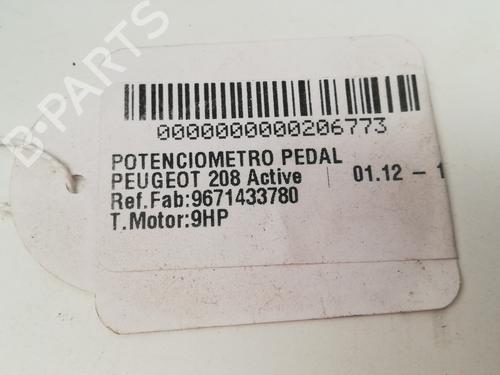 B-PARTS
0000000000206773
POTENCIOMETRO PEDAL
PEUGEOT 208 Active | 01.12 - 1
Ref.Fab:9671433780
T.Motor:9HP